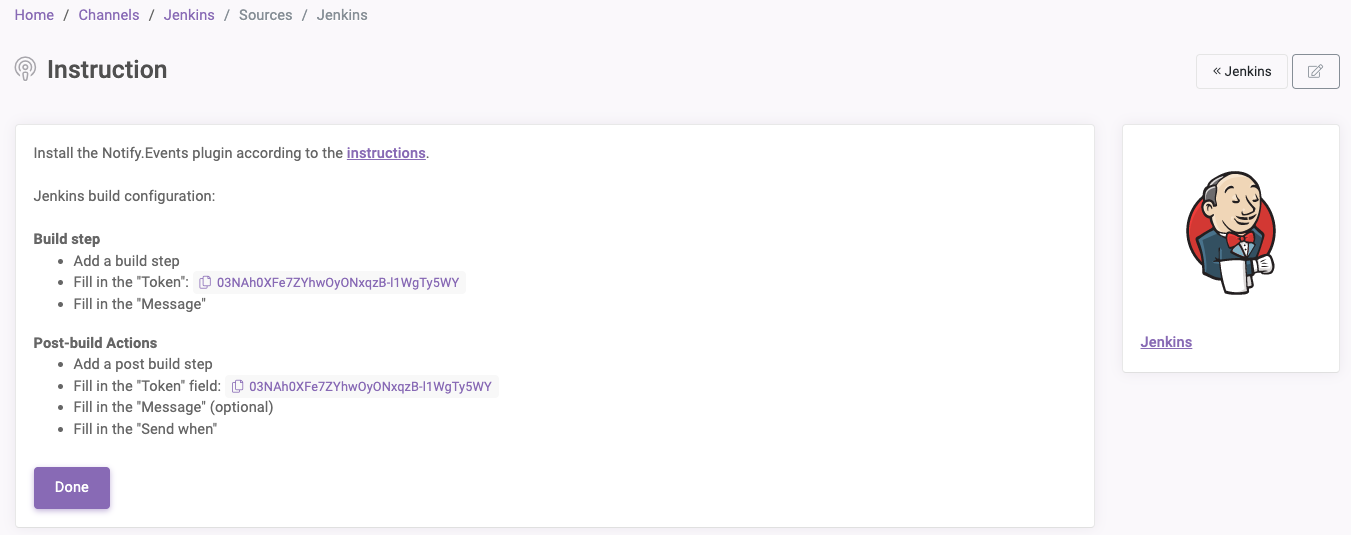 Home / Channels / Jenkins / Sources / Jenkins
Instruction
« Jenkins
Install the Notify.Events plugin according to the instructions.
Jenkins build configuration:
Build step
Add a build step
Fill in the "Token": 03NAh0XFe7ZYhwOyONxqzB-l1WgTy5WY
Fill in the "Message"
Post-build Actions
Add a post build step
Fill in the "Token" field: 03NAh0XFe7ZYhwOyONxqzB-l1WgTy5WY
Fill in the "Message" (optional)
Fill in the "Send when"
Done
Jenkins